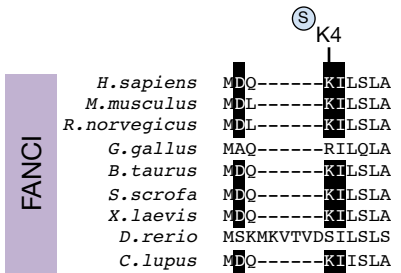 S
K4
FANCI
H.sapiens MDQ------KILSLA
M.musculus MDL------KILSLA
R.norvegicus MDL------KILSLA
G.gallus MAQ------RILQLA
B.taurus MDQ------KILSLA
S.scrofa MDQ------KILSLA
X.laevis MDQ------KILSLA
D.rerio MSKMKVTVDSILSLS
C.lupus MDQ------KIISLA